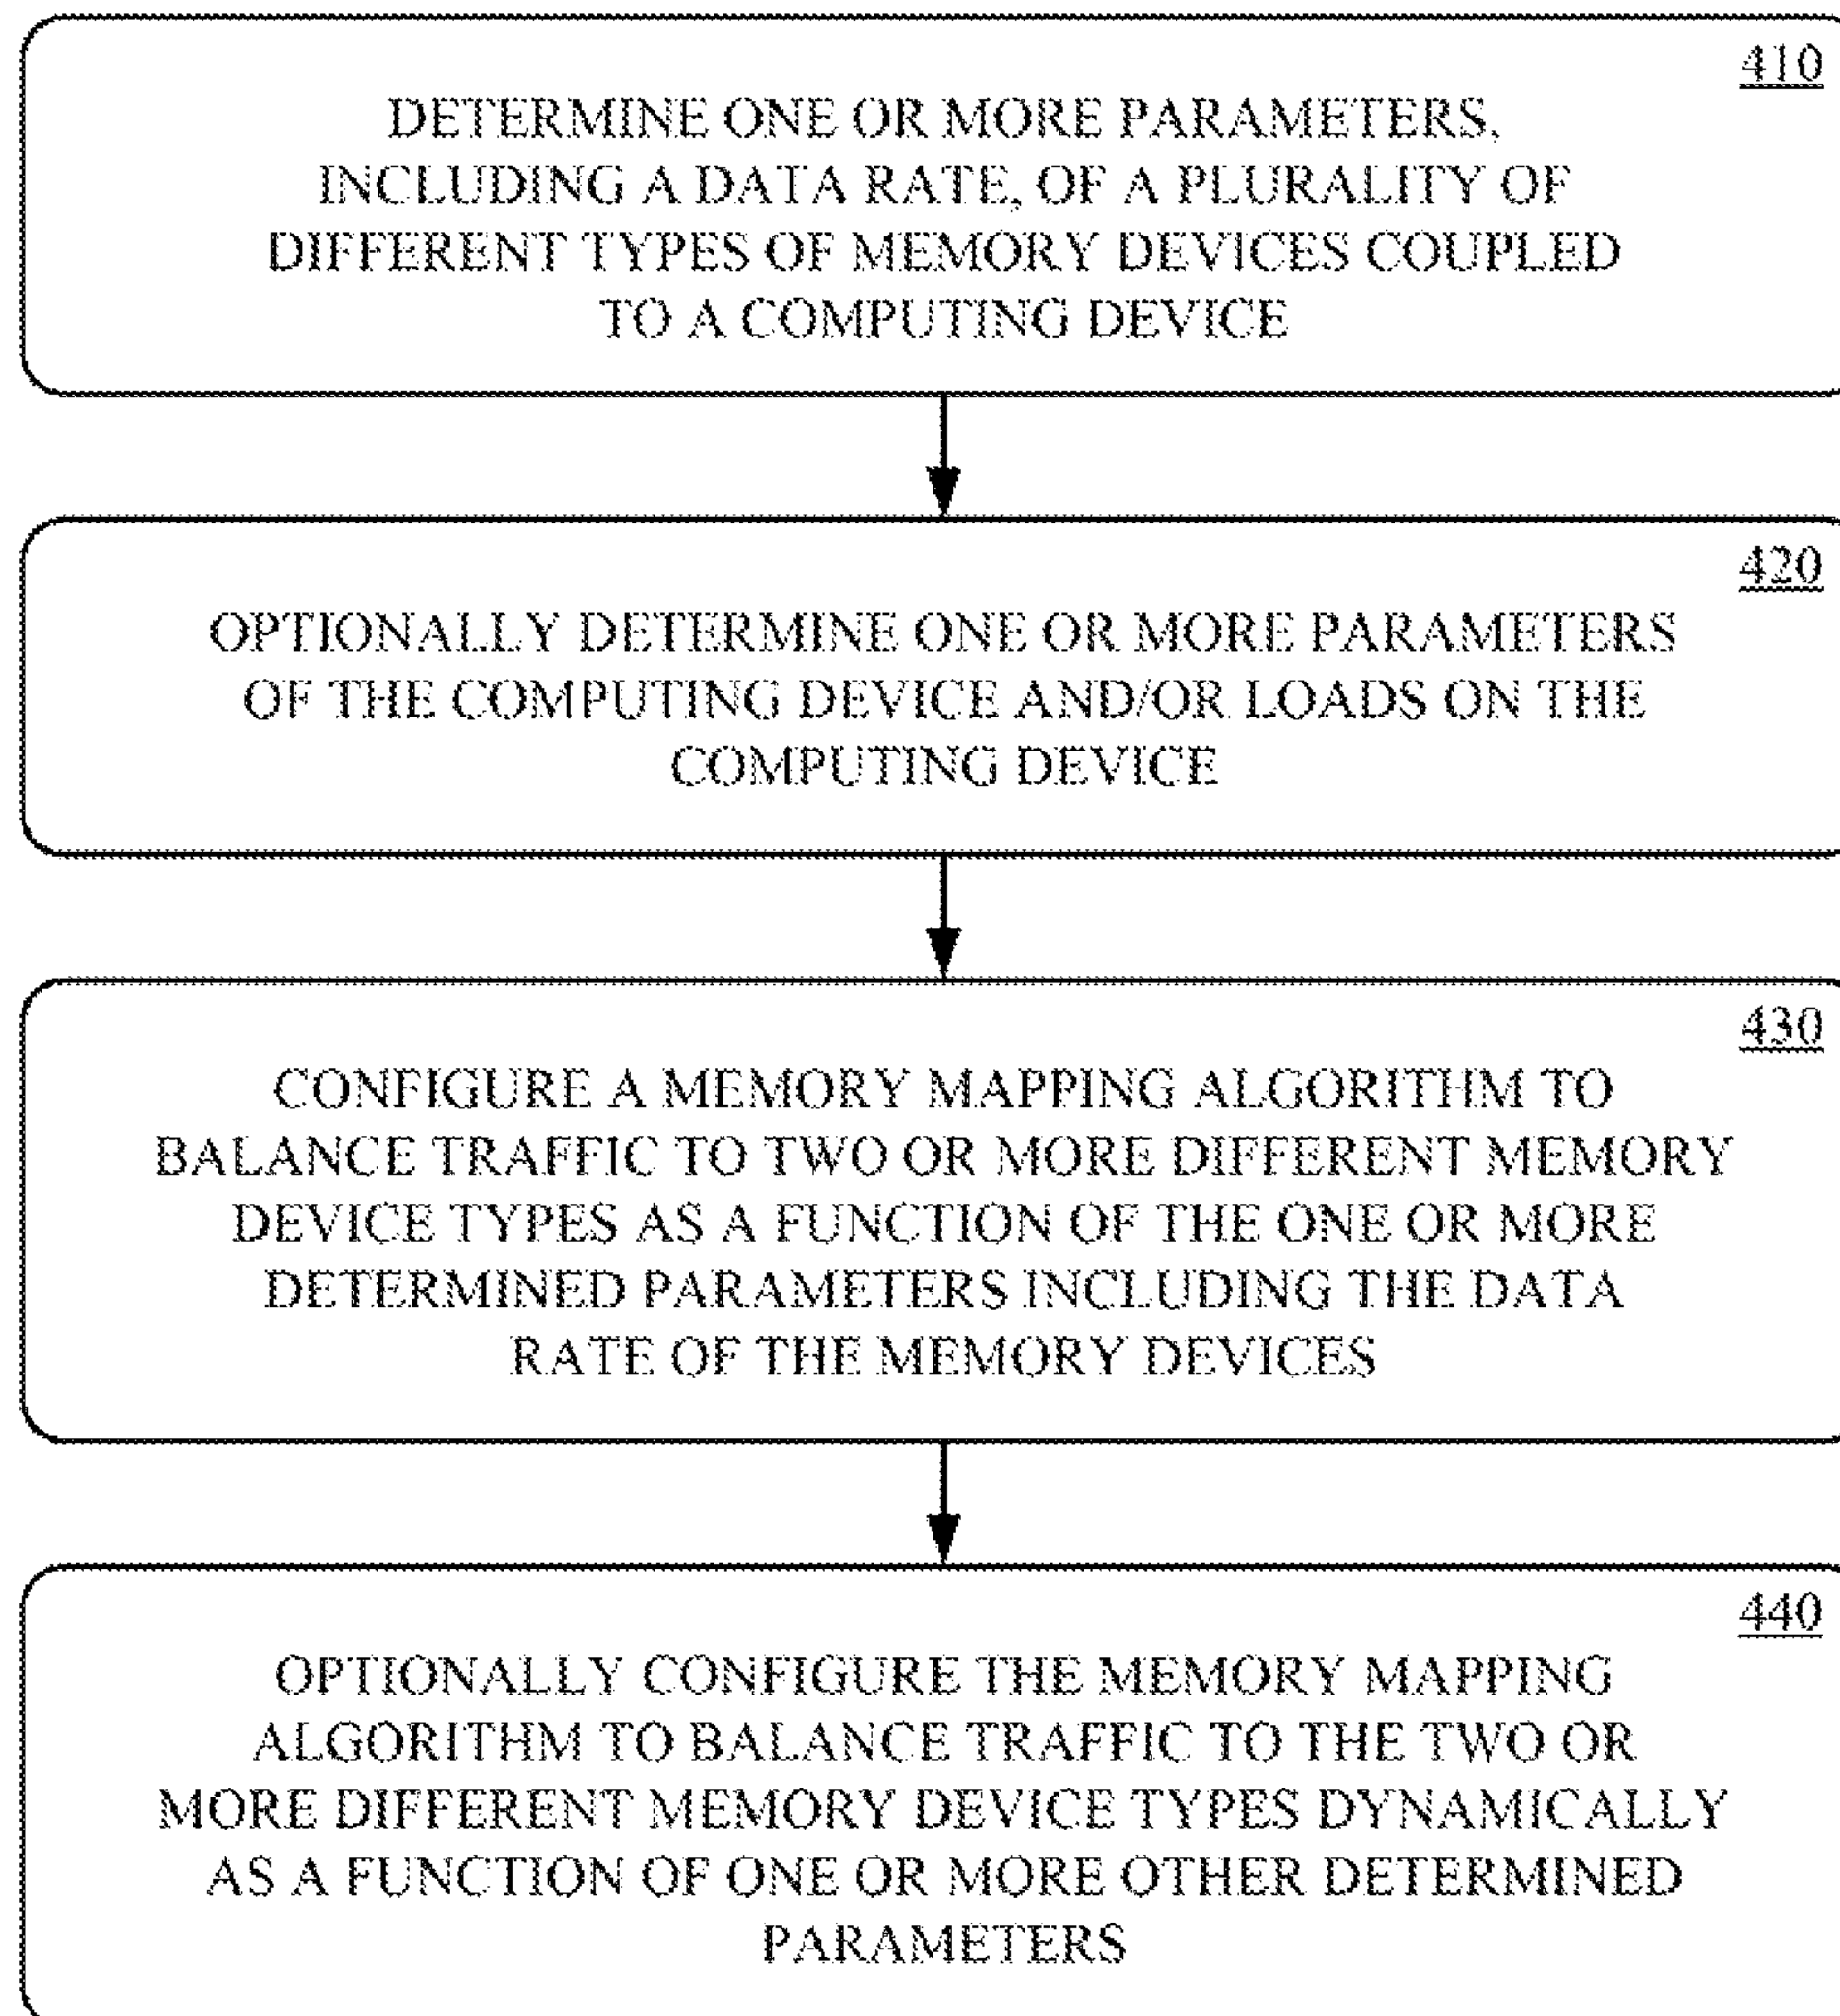 410
DETERMINE ONE OR MORE PARAMETERS,
INCLUDING A DATA RATE, OF A PLURALITY OF
DIFFERENT TYPES OF MEMORY DEVICES COUPLED
TO A COMPUTING DEVICE
420
OPTIONALLY DETERMINE ONE OR MORE PARAMETERS
OF THE COMPUTING DEVICE AND/OR LOADS ON THE
COMPUTING DEVICE
430
CONFIGURE A MEMORY MAPPING ALGORITHM TO
BALANCE TRAFFIC TO TWO OR MORE DIFFERENT MEMORY
DEVICE TYPES AS A FUNCTION OF THE ONE OR MORE
DETERMINED PARAMETERS INCLUDING THE DATA
RATE OF THE MEMORY DEVICES
440
OPTIONALLY CONFIGURE THE MEMORY MAPPING
ALGORITHM TO BALANCE TRAFFIC TO THE TWO OR
MORE DIFFERENT MEMORY DEVICE TYPES DYNAMICALLY
AS A FUNCTION OF ONE OR MORE OTHER DETERMINED
PARAMETERS